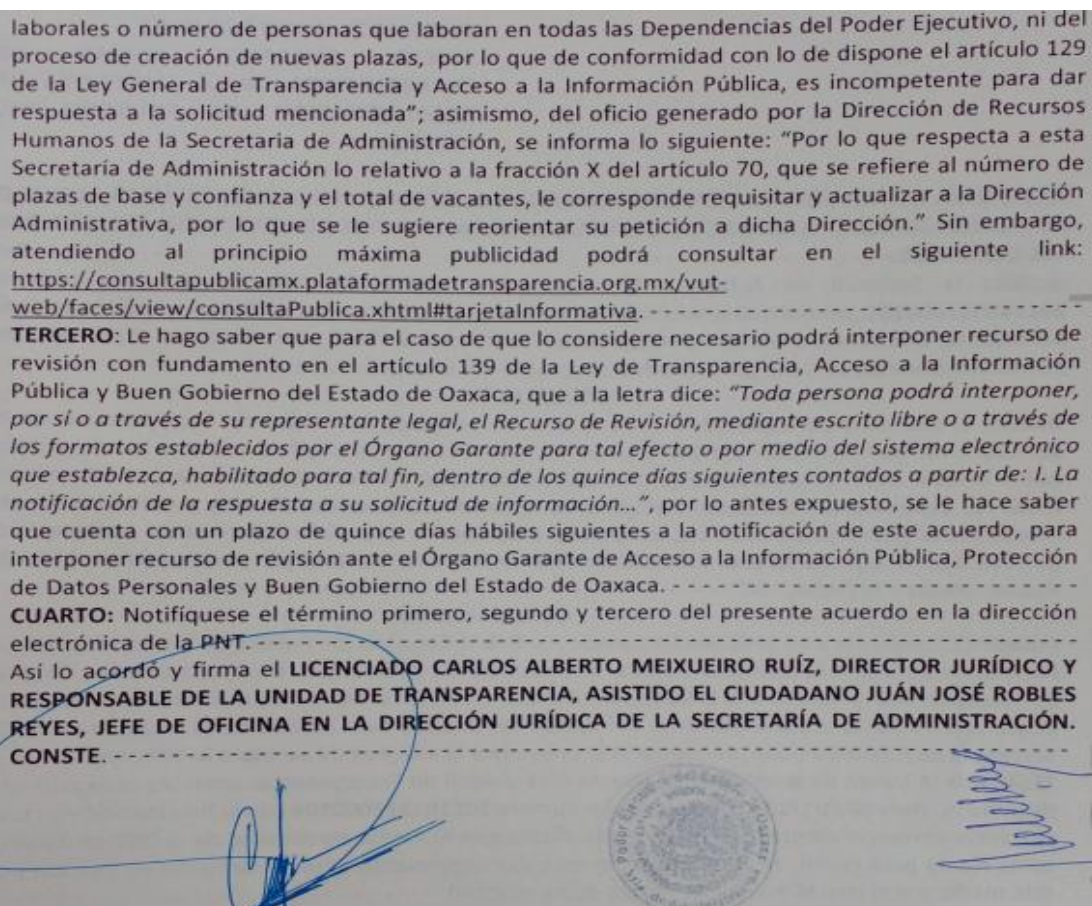 laborales o número de personas que laboran en todas las Dependencias del Poder Ejecutivo, ni del
proceso de creación de nuevas plazas, por lo que de conformidad con lo de dispone el artículo 129
de la Ley General de Transparencia y Acceso a la Información Pública, es incompetente para dar
respuesta a la solicitud mencionada”; asimismo, del oficio generado por la Dirección de Recursos
Humanos de la Secretaria de Administración, se informa lo siguiente: “Por lo que respecta a esta
Secretaría de Administración lo relativo a la fracción X del artículo 70, que se refiere al número de
plazas de base y confianza y el total de vacantes, le corresponde requisitar y actualizar a la Dirección
Administrativa, por lo que se le sugiere reorientar su petición a dicha Dirección.” Sin embargo,
atendiendo al principio máxima publicidad podrá consultar en el siguiente link:
https://consultapublicamx.plataformadetransparencia.org.mx/vut-
web/faces/view/consultaPublica.xhtml#tarjetaInformativa. - - - - - - - - - - - - - - - - - - - - - - - - - - - - - -
TERCERO: Le hago saber que para el caso de que lo considere necesario podrá interponer recurso de
revisión con fundamento en el artículo 139 de la Ley de Transparencia, Acceso a la Información
Pública y Buen Gobierno del Estado de Oaxaca, que a la letra dice: “Toda persona podrá interponer,
por sí o a través de su representante legal, el Recurso de Revisión, mediante escrito libre o a través de
los formatos establecidos por el Órgano Garante para tal efecto o por medio del sistema electrónico
que establezca, habilitado para tal fin, dentro de los quince días siguientes contados a partir de: I. La
notificación de la respuesta a su solicitud de información...”, por lo antes expuesto, se le hace saber
que cuenta con un plazo de quince días hábiles siguientes a la notificación de este acuerdo, para
interponer recurso de revisión ante el Órgano Garante de Acceso a la Información Pública, Protección
de Datos Personales y Buen Gobierno del Estado de Oaxaca. - - - - - - - - - - - - - - - - - - - - - - - - - - - -
CUARTO: Notifíquese el término primero, segundo y tercero del presente acuerdo en la dirección
electrónica de la PNT. - - - - - - - - - - - - - - - - - - - - - - - - - - - - - - - - - - - - - - - - - - - - - - - - - -
Así lo acordó y firma el LICENCIADO CARLOS ALBERTO MEIXUEIRO RUÍZ, DIRECTOR JURÍDICO Y
RESPONSABLE DE LA UNIDAD DE TRANSPARENCIA, ASISTIDO EL CIUDADANO JUÁN JOSÉ ROBLES
REYES, JEFE DE OFICINA EN LA DIRECCIÓN JURÍDICA DE LA SECRETARÍA DE ADMINISTRACIÓN.
CONSTE. - - - - - - - - - - - - - - - - - - - - - - - - - - - - - - - - - - - - - - - - - - - - - - - - - - - - - - - -